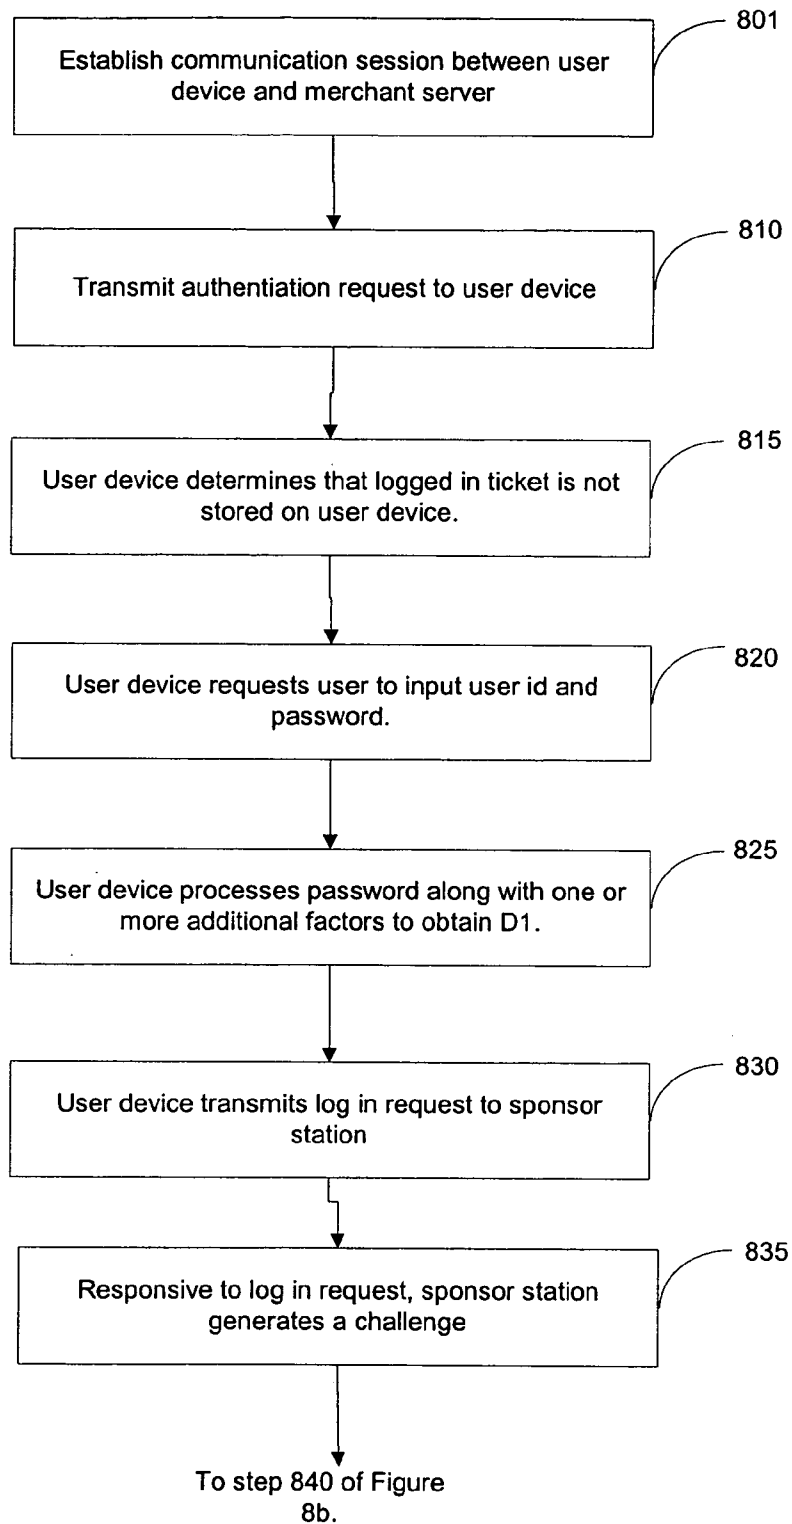 801
Establish communication session between user
device and merchant server
810
Transmit authentiation request to user device
815
User device determines that logged in ticket is not
stored on user device.
820
User device requests user to input user id and
password.
825
User device processes password along with one or
more additional factors to obtain D1.
830
User device transmits log in request to sponsor
station
835
Responsive to log in request, sponsor station
generates a challenge
To step 840 of Figure
8b.